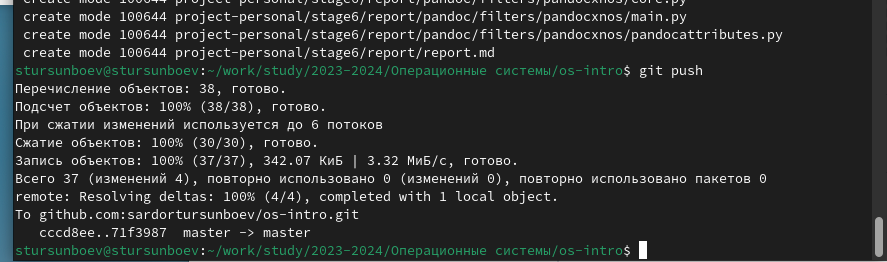 create mode 100644 project-personal/stage6/report/pandoc/filters/pandocxnos/core.py
create mode 100644 project-personal/stage6/report/pandoc/filters/pandocxnos/main.py
create mode 100644 project-personal/stage6/report/pandoc/filters/pandocxnos/pandocattributes.py
create mode 100644 project-personal/stage6/report/report.md
stursunboev@stursunboev:~/work/study/2023-2024/Операционные системы/os-intro$ git push
Перечисление объектов: 38, готово.
Подсчет объектов: 100% (38/38), готово.
При сжатии изменений используется до 6 потоков
Сжатие объектов: 100% (30/30), готово.
Запись объектов: 100% (37/37), 342.07 КиБ | 3.32 МиБ/с, готово.
Всего 37 (изменений 4), повторно использовано 0 (изменений 0), повторно использовано пакетов 0
remote: Resolving deltas: 100% (4/4), completed with 1 local object.
To github.com:sardortursunboev/os-intro.git
cccd8ee..71f3987 master -> master
stursunboev@stursunboev:~/work/study/2023-2024/Операционные системы/os-intro$